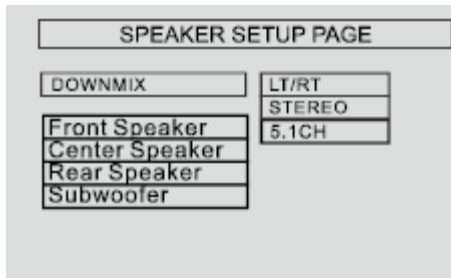 SPEAKER SETUP PAGE
DOWNMIX
LT/RT
STEREO
5.1CH
Front Speaker
Center Speaker
Rear Speaker
Subwoofer